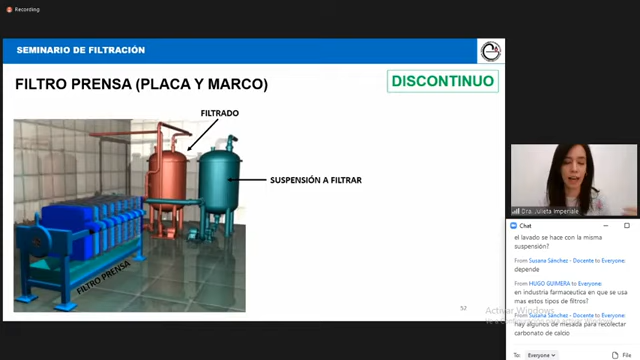 Recording
SEMINARIO DE FILTRACIÓN
FILTRO PRENSA (PLACA Y MARCO)
DISCONTINUO
FILTRADO
SUSPENSIÓN A FILTRAR
FILTRO PRENSA
52
Activar Windows
Dra. Julieta Imperiale
Chat
el lavado se hace con la misma
suspensión?
From Susana Sánchez - Docente to Everyone:
depende
From HUGO GUIMERA to Everyone:
en industria farmaceutica en que se usa
mas estos tipos de filtros?
From Susana Sánchez - Docente to Everyone:
hay algunos de mesada para recolectar
carbonato de calcio
To: Everyone
File